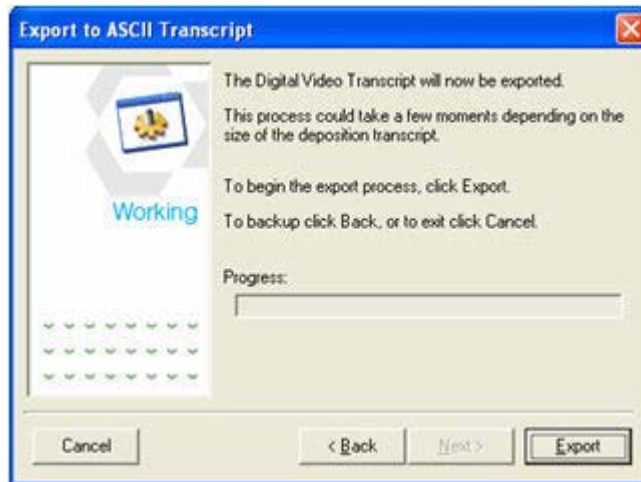 Export to ASCII Transcript
The Digital Video Transcript will now be exported.
This process could take a few moments depending on the
size of the deposition transcript.
To begin the export process, click Export.
Working
To backup click Back, or to exit click Cancel.
Progress:
Cancel
< Back
Next >
Export